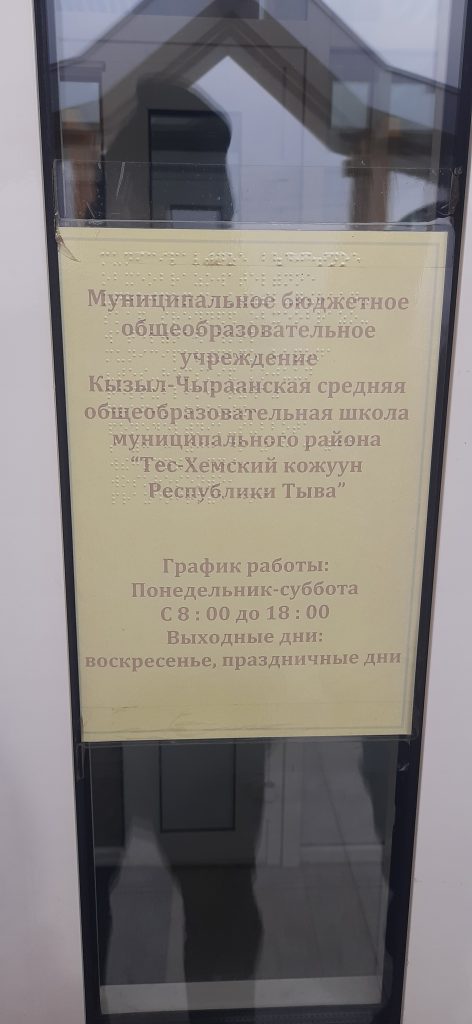 Муниципальное бюджетное
общеобразовательное
учреждение
Кызыл-Чыраанская средняя
общеобразовательная школа
муниципального района
“Тес-Хемский кожуун
Республики Тыва”
График работы:
Понедельник-суббота
С 8 : 00 до 18 : 00
Выходные дни:
воскресенье, праздничные дни